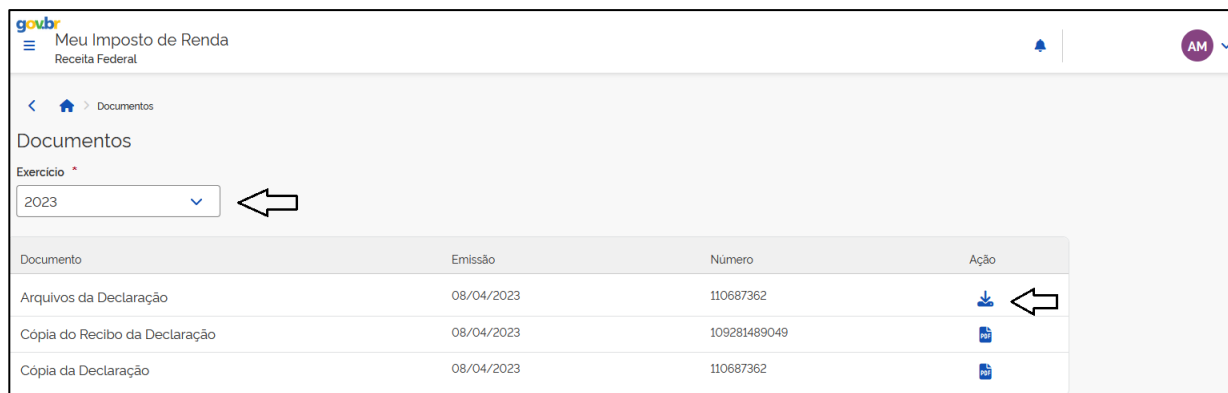 gov.br
Meu Imposto de Renda
Receita Federal
AM
Documentos
Documentos
Exercício *
2023
Documento Emissão Número Ação
Arquivos da Declaração 08/04/2023 110687362
Cópia do Recibo da Declaração 08/04/2023 109281489049 PDF
Cópia da Declaração 08/04/2023 110687362 PDF